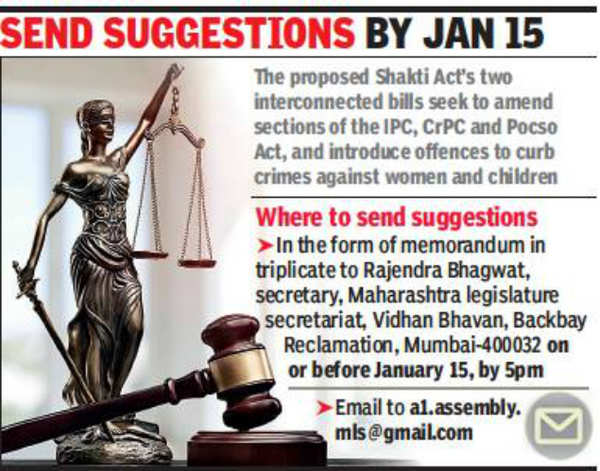 SEND SUGGESTIONS BY JAN 15
The proposed Shakti Act's two
interconnected bills seek to amend
sections of the IPC, CrPC and Pocso
Act, and introduce offences to curb
crimes against women and children
Where to send suggestions
➤In the form of memorandum in
triplicate to Rajendra Bhagwat,
secretary, Maharashtra legislature
secretariat, Vidhan Bhavan, Backbay
Reclamation, Mumbai-400032 on
or before January 15, by 5pm
➤Email to a1.assembly.
mls@gmail.com